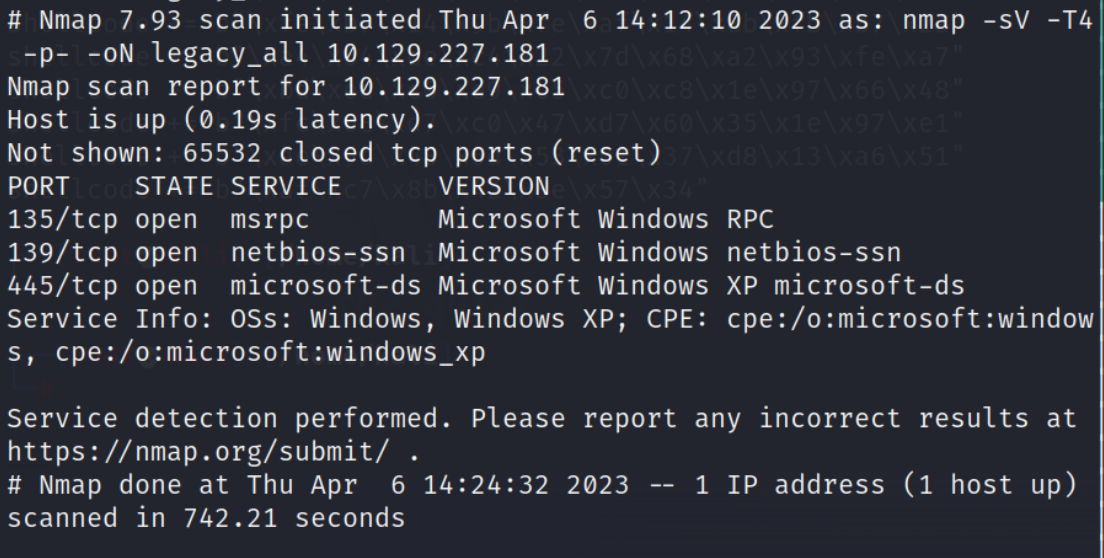 # Nmap 7.93 scan initiated Thu Apr  6 14:12:10 2023 as: nmap -sV -T4
 -p- -oN legacy_all 10.129.227.181
Nmap scan report for 10.129.227.181
Host is up (0.19s latency).
Not shown: 65532 closed tcp ports (reset)
PORT    STATE SERVICE      VERSION
135/tcp open  msrpc        Microsoft Windows RPC
139/tcp open  netbios-ssn  Microsoft Windows netbios-ssn
445/tcp open  microsoft-ds Microsoft Windows XP microsoft-ds
Service Info: OSs: Windows, Windows XP; CPE: cpe:/o:microsoft:window
s, cpe:/o:microsoft:windows_xp

Service detection performed. Please report any incorrect results at
https://nmap.org/submit/ .
# Nmap done at Thu Apr  6 14:24:32 2023 -- 1 IP address (1 host up)
scanned in 742.21 seconds